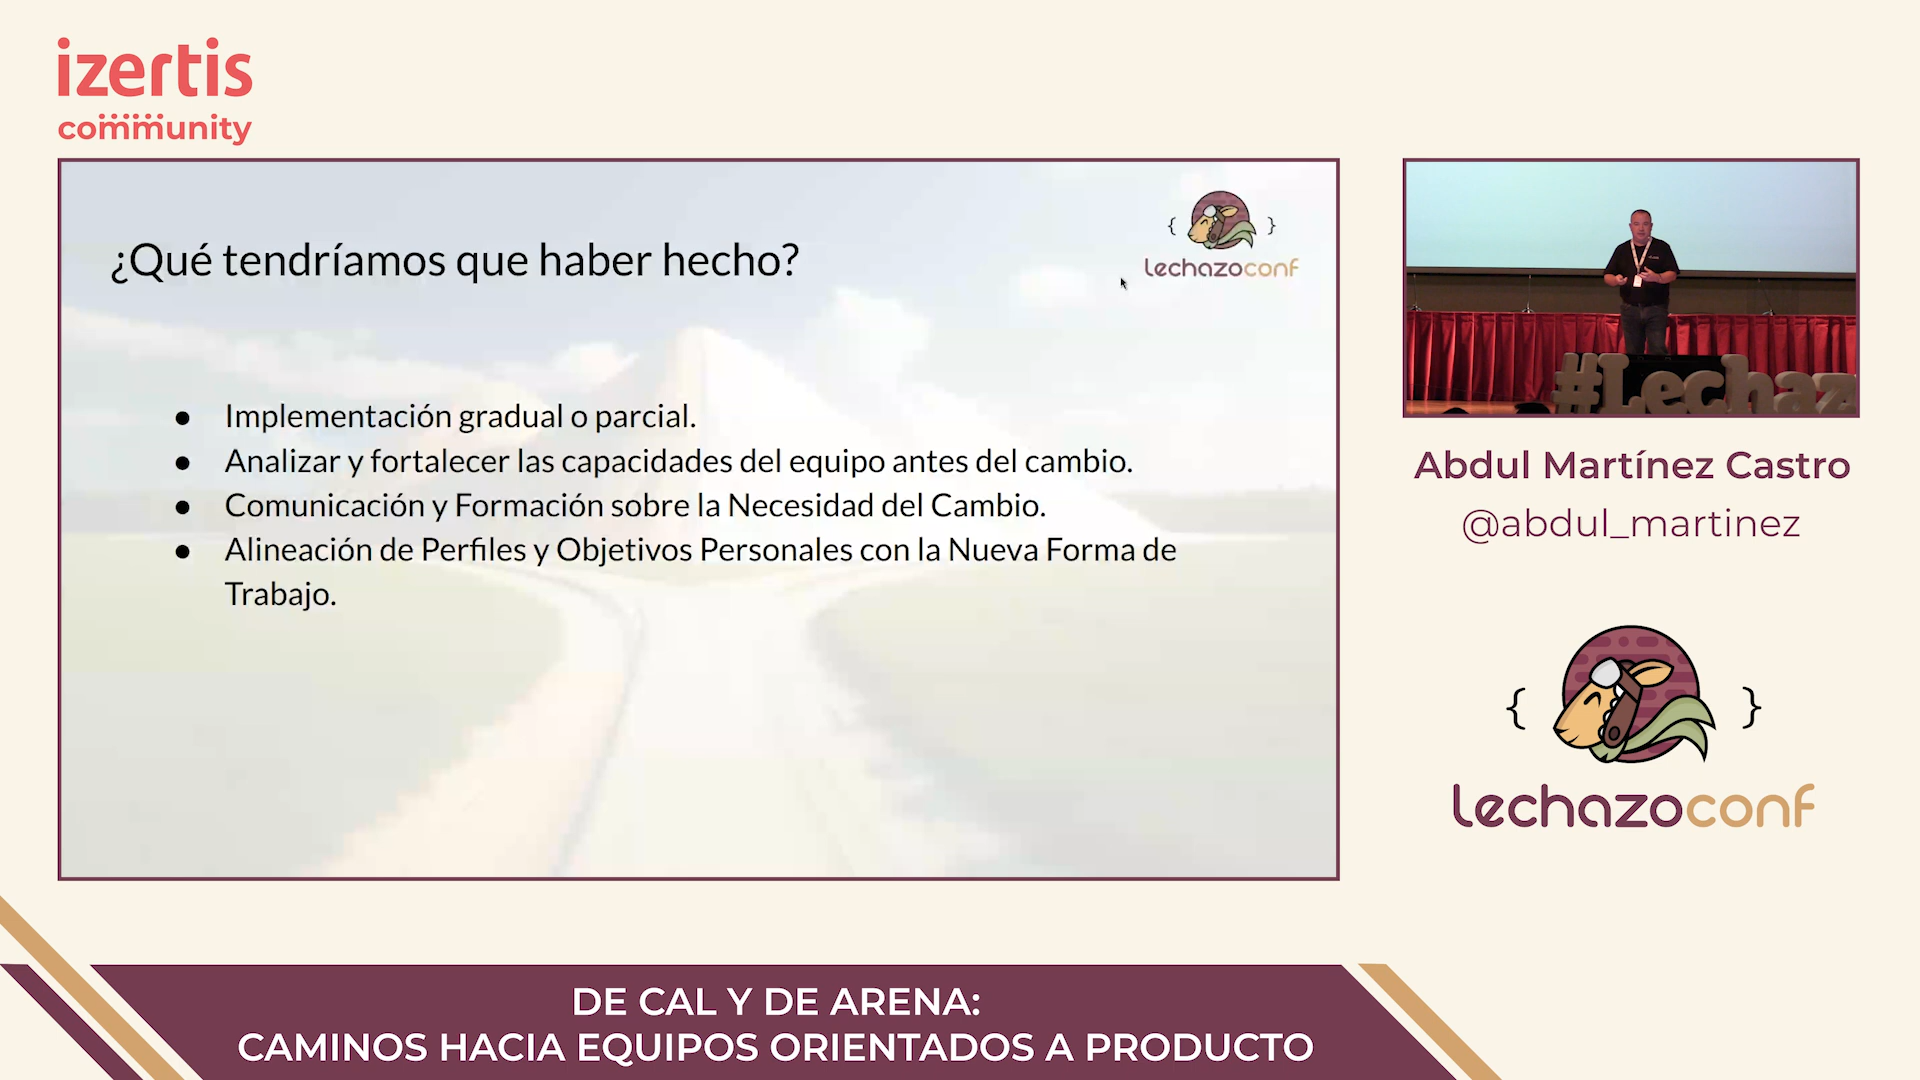 izertis
community
¿Qué tendríamos que haber hecho?
{ }
lechazoconf
● Implementación gradual o parcial.
● Analizar y fortalecer las capacidades del equipo antes del cambio.
● Comunicación y Formación sobre la Necesidad del Cambio.
● Alineación de Perfiles y Objetivos Personales con la Nueva Forma de
Trabajo.
#Lechaz
Abdul Martínez Castro
@abdul_martinez
{ }
lechazoconf
DE CAL Y DE ARENA:
CAMINOS HACIA EQUIPOS ORIENTADOS A PRODUCTO